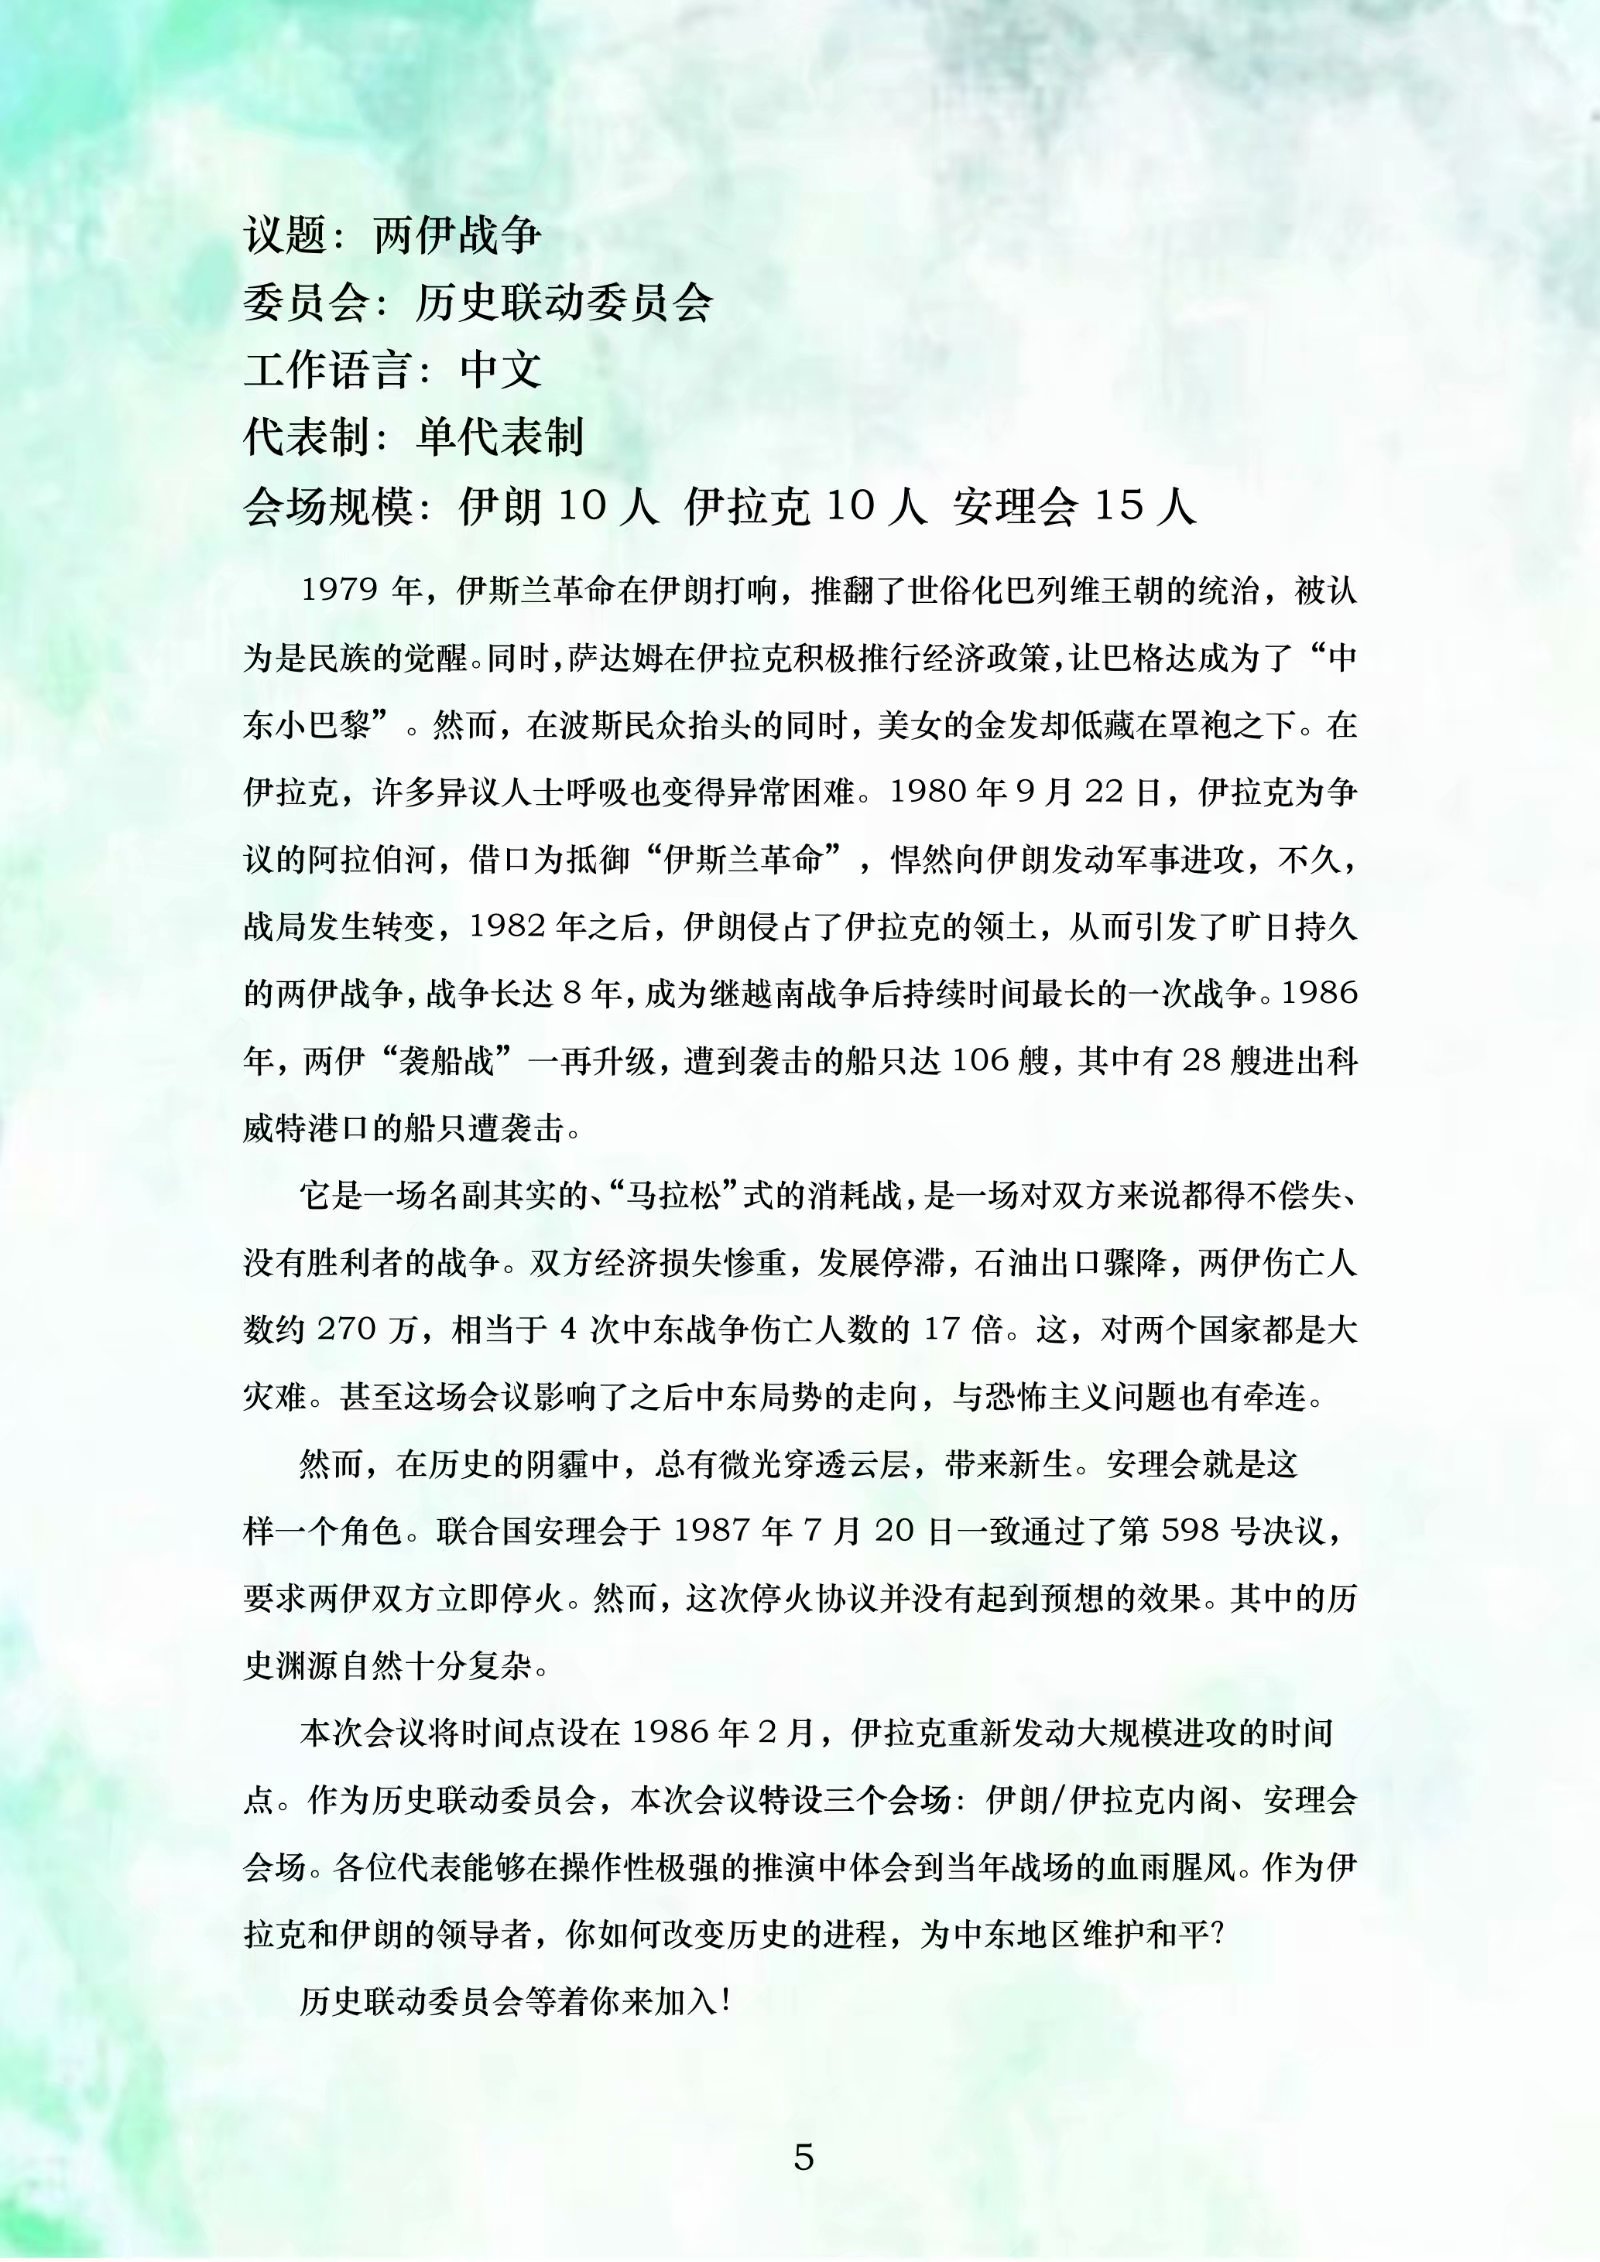 议题：两伊战争
委员会：历史联动委员会
工作语言：中文
代表制：单代表制
会场规模：伊朗 10 人 伊拉克 10 人 安理会 15 人
1979 年，伊斯兰革命在伊朗打响，推翻了世俗化巴列维王朝的统治，被认
为是民族的觉醒。同时，萨达姆在伊拉克积极推行经济政策，让巴格达成为了“中
东小巴黎”。然而，在波斯民众抬头的同时，美女的金发却低藏在罩袍之下。在
伊拉克，许多异议人士呼吸也变得异常困难。1980 年 9 月 22 日，伊拉克为争
议的阿拉伯河，借口为抵御“伊斯兰革命”，悍然向伊朗发动军事进攻，不久，
战局发生转变，1982 年之后，伊朗侵占了伊拉克的领土，从而引发了旷日持久
的两伊战争，战争长达 8 年，成为继越南战争后持续时间最长的一次战争。1986
年，两伊“袭船战”一再升级，遭到袭击的船只达 106 艘，其中有 28 艘进出科
威特港口的船只遭袭击。
它是一场名副其实的、“马拉松”式的消耗战，是一场对双方来说都得不偿失、
没有胜利者的战争。双方经济损失惨重，发展停滞，石油出口骤降，两伊伤亡人
数约 270 万，相当于 4 次中东战争伤亡人数的 17 倍。这，对两个国家都是大
灾难。甚至这场会议影响了之后中东局势的走向，与恐怖主义问题也有牵连。
然而，在历史的阴霾中，总有微光穿透云层，带来新生。安理会就是这
样一个角色。联合国安理会于 1987 年 7 月 20 日一致通过了第 598 号决议，
要求两伊双方立即停火。然而，这次停火协议并没有起到预想的效果。其中的历
史渊源自然十分复杂。
本次会议将时间点设在 1986 年 2 月，伊拉克重新发动大规模进攻的时间
点。作为历史联动委员会，本次会议特设三个会场：伊朗/伊拉克内阁、安理会
会场。各位代表能够在操作性极强的推演中体会到当年战场的血雨腥风。作为伊
拉克和伊朗的领导者，你如何改变历史的进程，为中东地区维护和平？
历史联动委员会等着你来加入！
5